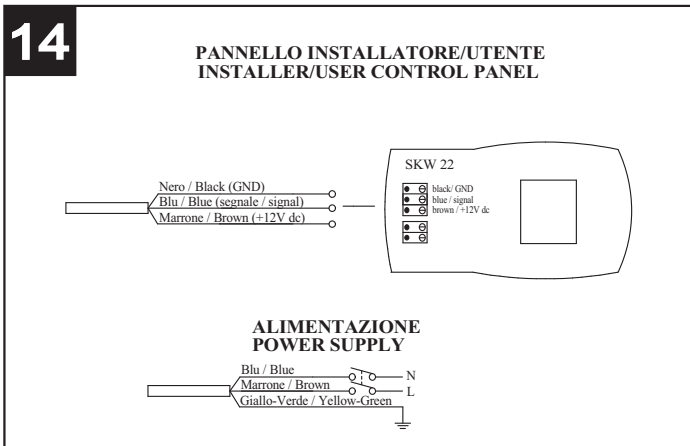 14
PANNELLO INSTALLATORE/UTENTE
INSTALLER/USER CONTROL PANEL
Nero / Black (GND)
Blu / Blue (segnale / signal)
Marrone / Brown (+12V dc)
SKW 22
black/ GND
blue / signal
brown / +12V dc
ALIMENTAZIONE
POWER SUPPLY
Blu / Blue
N
Marrone / Brown
L
Giallo-Verde / Yellow-Green